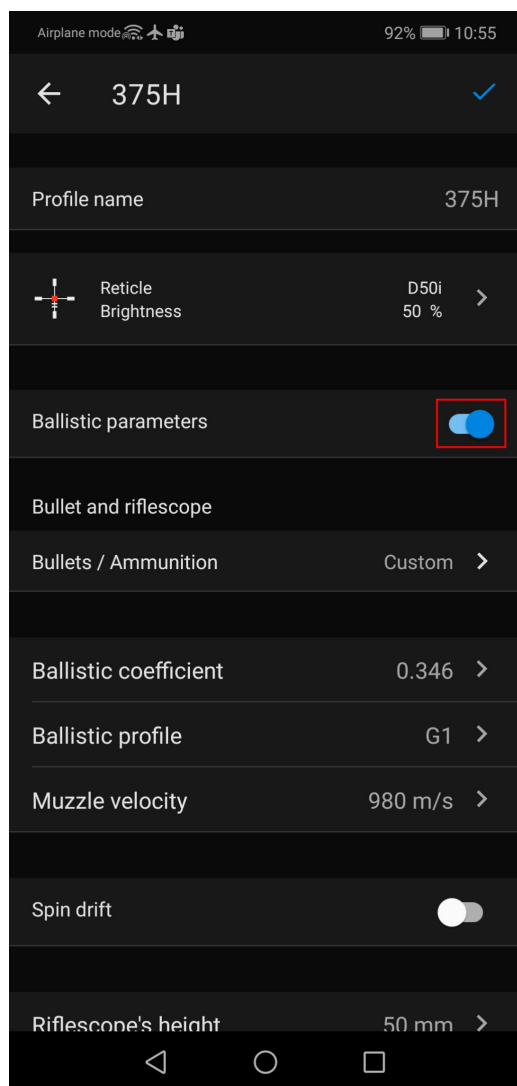 Airplane mode 92% 10:55
375H
Profile name 375H
Reticle D50i
Brightness 50 %
Ballistic parameters
Bullet and riflescope
Bullets / Ammunition Custom
Ballistic coefficient 0.346
Ballistic profile G1
Muzzle velocity 980 m/s
Spin drift
Riflescope's height 50 mm